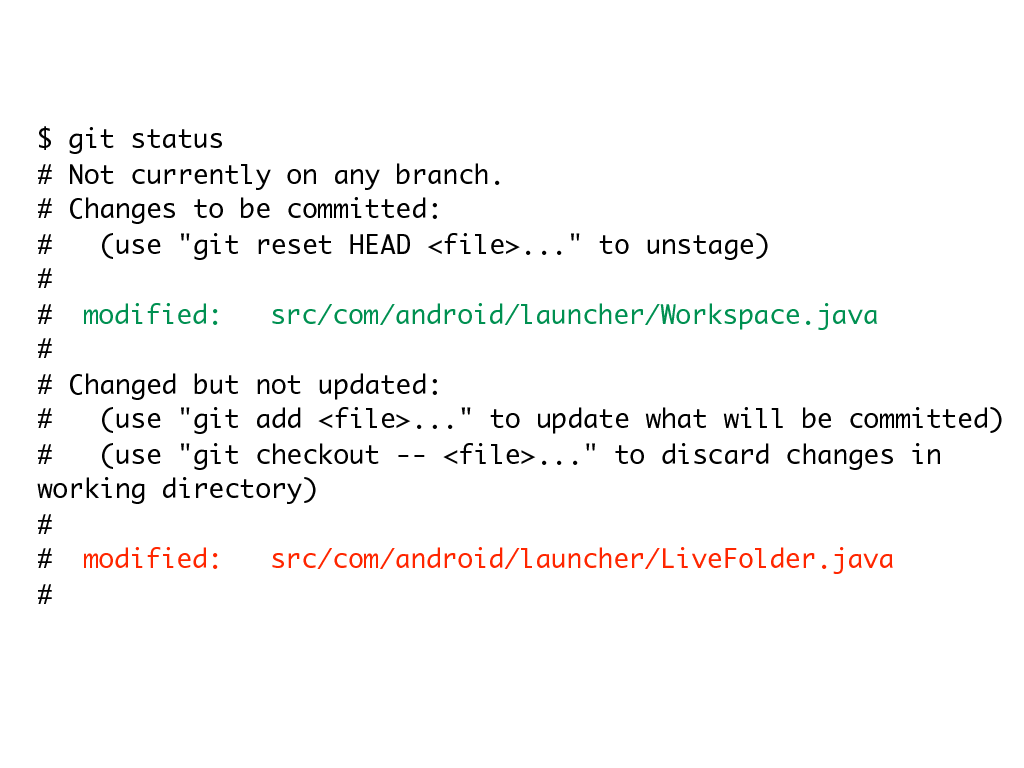 $ git status
# Not currently on any branch.
# Changes to be committed:
#   (use "git reset HEAD <file>..." to unstage)
#
#  modified:   src/com/android/launcher/Workspace.java
#
# Changed but not updated:
#   (use "git add <file>..." to update what will be committed)
#   (use "git checkout -- <file>..." to discard changes in
working directory)
#
#  modified:   src/com/android/launcher/LiveFolder.java
#